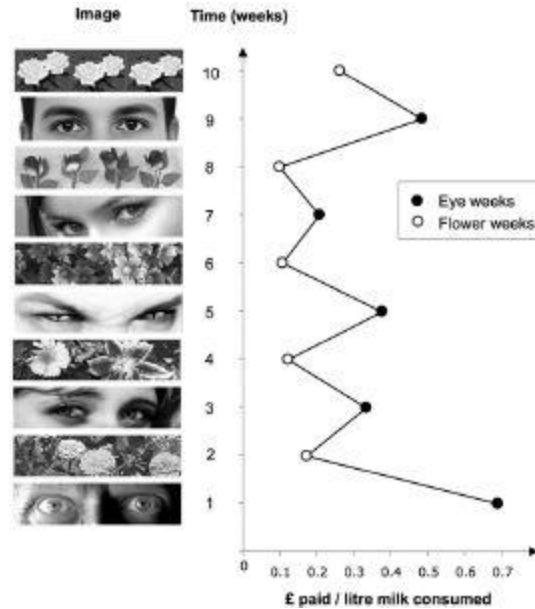 Image Time (weeks)
10
9
8
7
6
5
4
3
2
1
Eye weeks
Flower weeks
0 0.1 0.2 0.3 0.4 0.5 0.6 0.7
£ paid / litre milk consumed